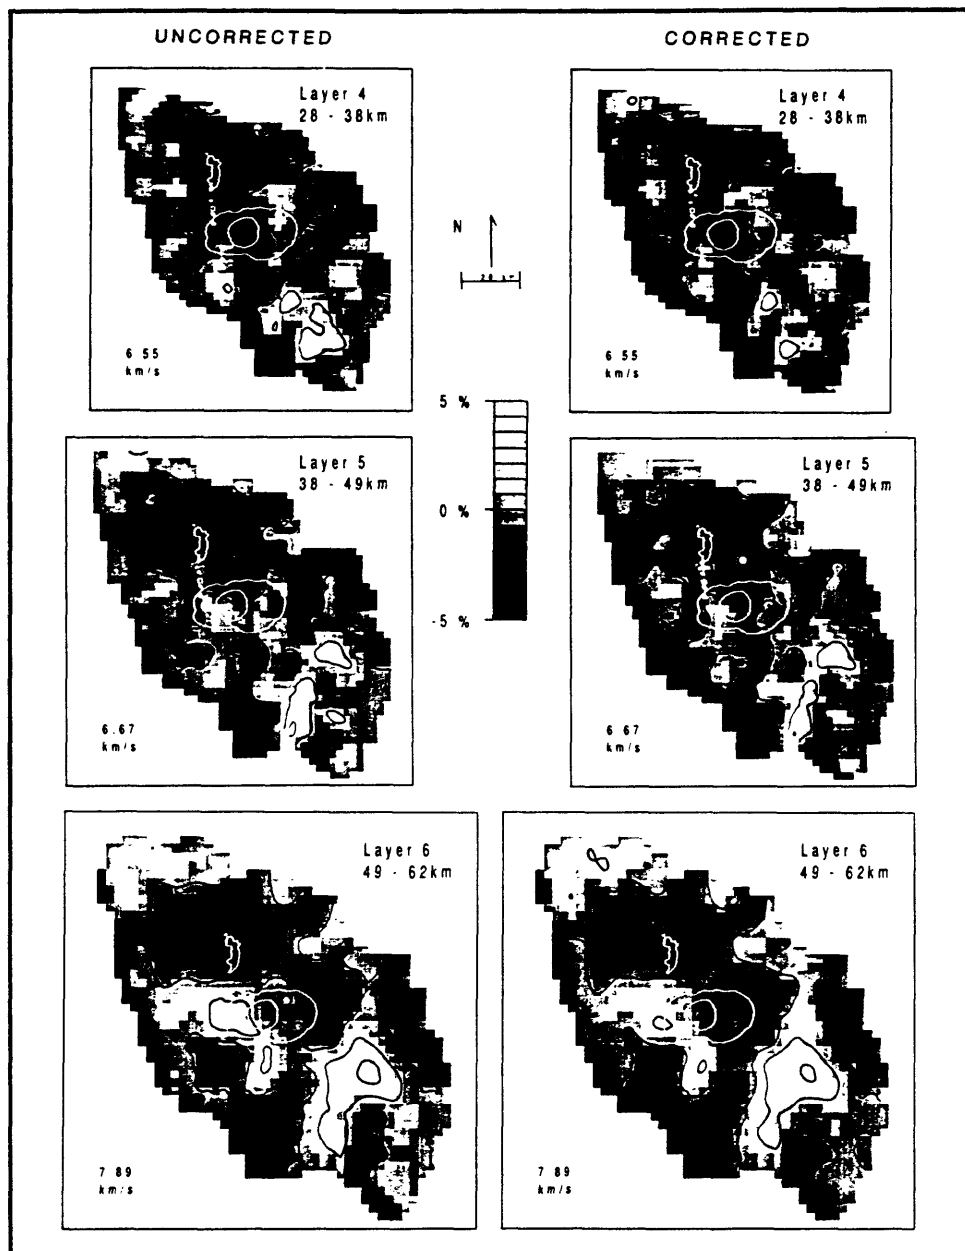 UNCORRECTED
CORRECTED
Layer 4
28 - 38km
6 55
km/s
Layer 4
28 - 38km
6 55
km/s
N
5 %
0 %
-5 %
Layer 5
38 - 49km
6.67
km/s
Layer 5
38 - 49km
6 67
km/s
Layer 6
49 - 62km
7 89
km/s
Layer 6
49 - 62km
7 89
km/s